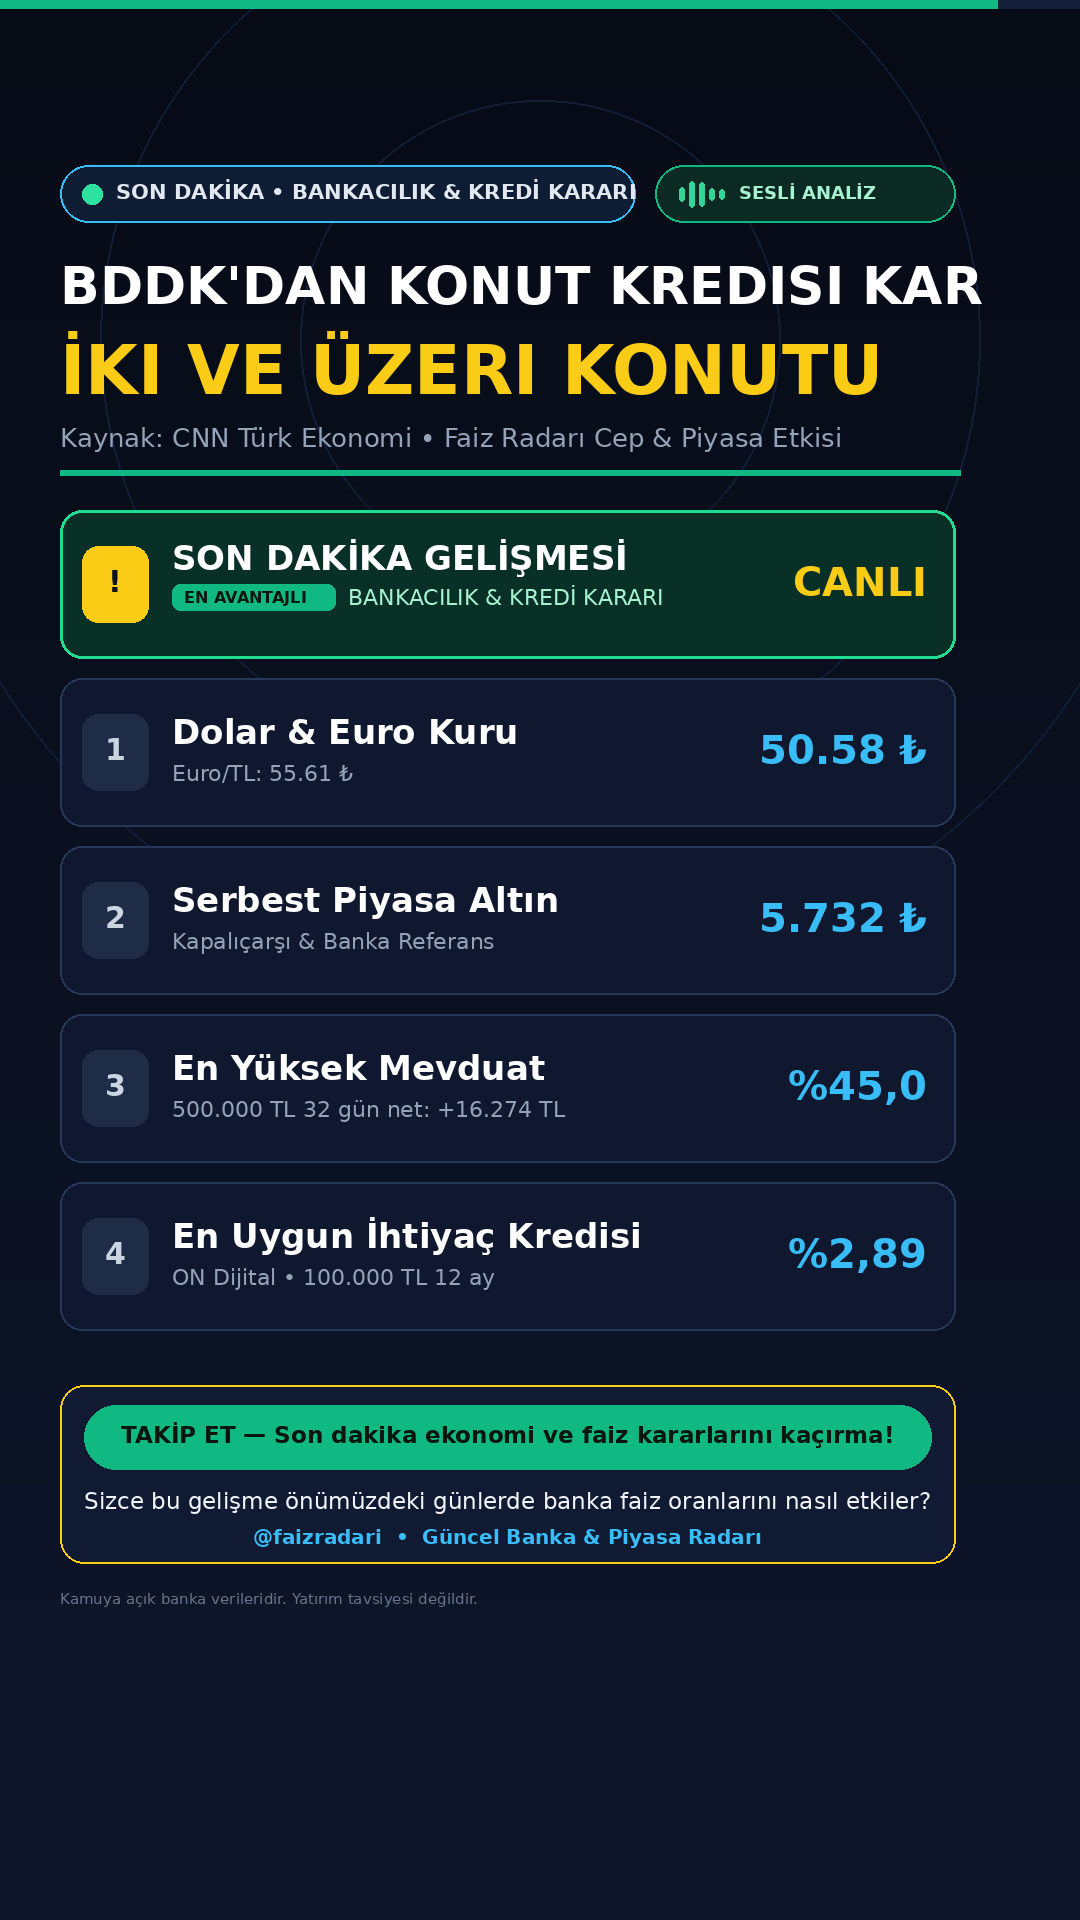 SON DAKİKA • BANKACILIK & KREDİ KARARI
SESLİ ANALİZ
BDDK'DAN KONUT KREDISI KAR
İKI VE ÜZERI KONUTU
Kaynak: CNN Türk Ekonomi • Faiz Radarı Cep & Piyasa Etkisi
!
SON DAKİKA GELİŞMESİ
EN AVANTAJLI
BANKACILIK & KREDİ KARARI
CANLI
1
Dolar & Euro Kuru
Euro/TL: 55.61 ₺
50.58 ₺
2
Serbest Piyasa Altın
Kapalıçarşı & Banka Referans
5.732 ₺
3
En Yüksek Mevduat
500.000 TL 32 gün net: +16.274 TL
%45,0
4
En Uygun İhtiyaç Kredisi
ON Dijital • 100.000 TL 12 ay
%2,89
TAKİP ET — Son dakika ekonomi ve faiz kararlarını kaçırma!
Sizce bu gelişme önümüzdeki günlerde banka faiz oranlarını nasıl etkiler?
@faizradari • Güncel Banka & Piyasa Radarı
Kamuya açık banka verileridir. Yatırım tavsiyesi değildir.